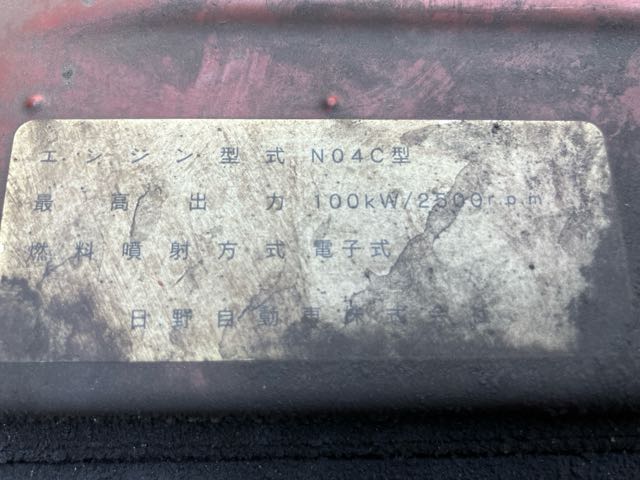 エンジン型式 N04C型
最高出力 100kW/2500r.p.m
燃料噴射方式 電子式
日野自動車株式会社